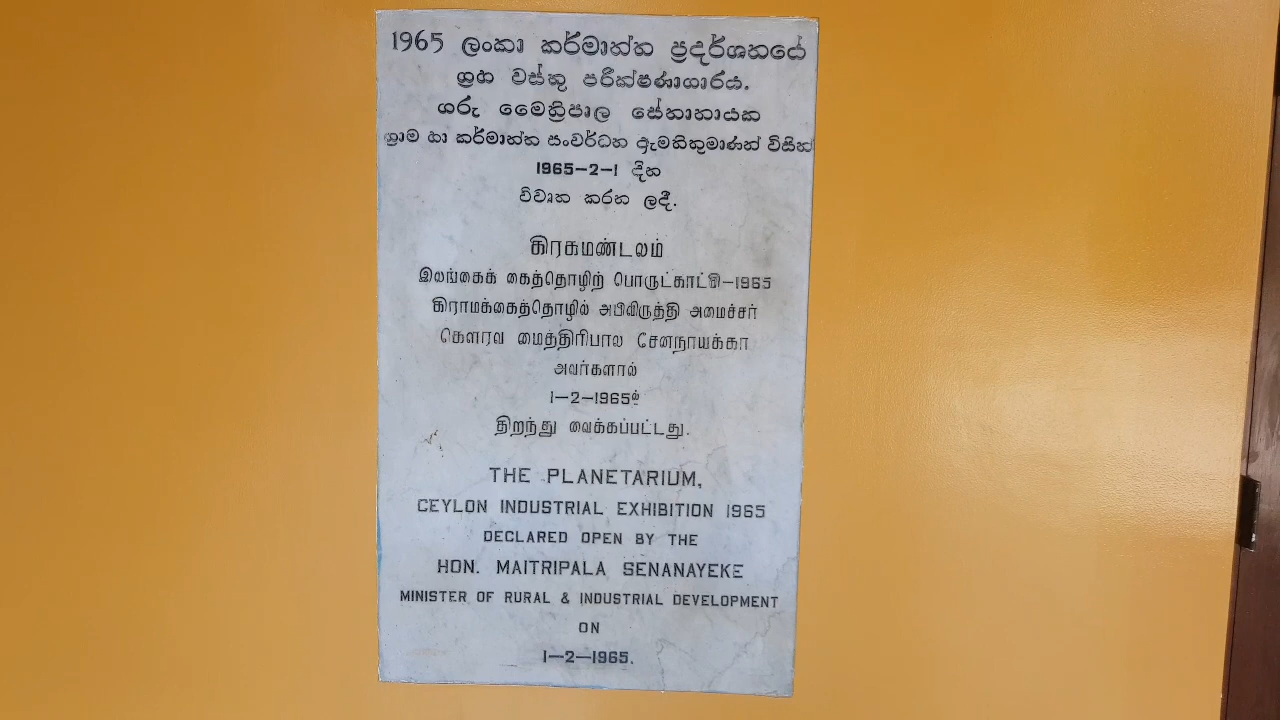 1965 ලංකා කර්මාන්ත ප්‍රදර්ශනයේ
ග්‍රහ වස්තු පරීක්ෂණාගාරය.
ගරු මෛත්‍රීපාල සේනානායක
ග්‍රාම හා කර්මාන්ත සංවර්ධන ඇමතිතුමාණන් විසින්
1965-2-1 දින
විවෘත කරන ලදී.
கிரகமண்டலம்
இலங்கைக் கைத்தொழிற் பொருட்காட்சி-1965
கிராமக்கைத்தொழில் அபிவிருத்தி அமைச்சர்
கௌரவ மைத்திரிபால சேனநாயக்கா
அவர்களால்
1-2-1965ல்
திறந்து வைக்கப்பட்டது.
THE PLANETARIUM,
CEYLON INDUSTRIAL EXHIBITION 1965
DECLARED OPEN BY THE
HON. MAITRIPALA SENANAYEKE
MINISTER OF RURAL & INDUSTRIAL DEVELOPMENT
ON
1-2-1965.